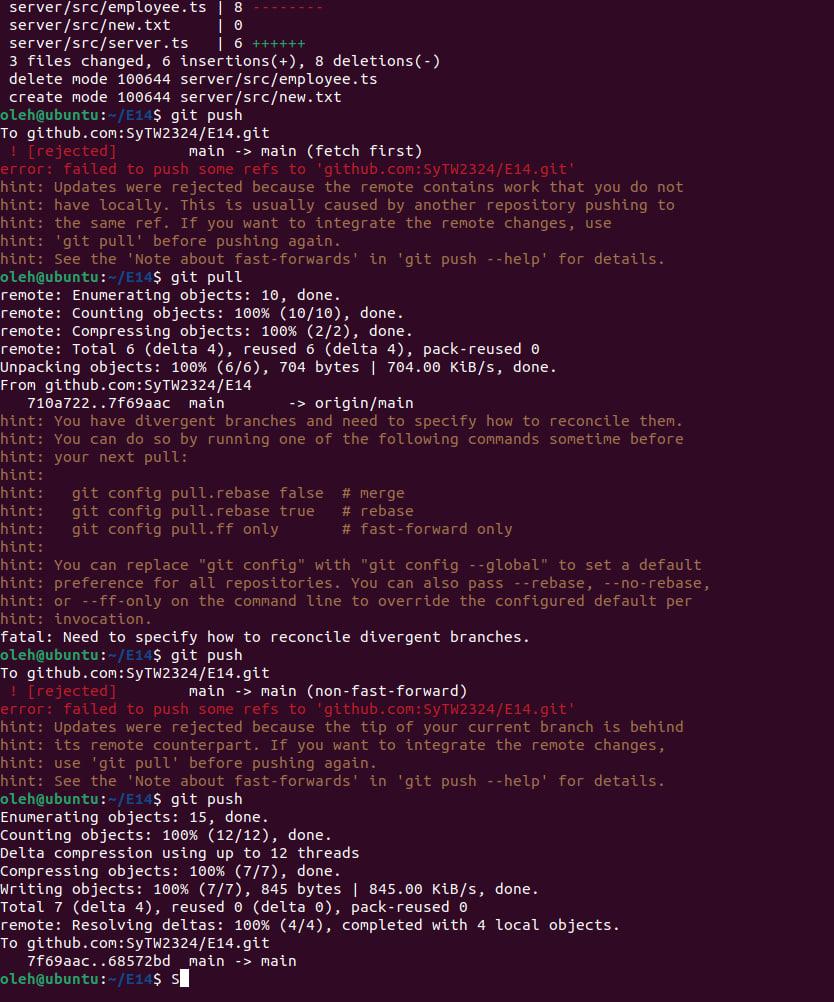 server/src/employee.ts | 8 --------
server/src/new.txt | 0
server/src/server.ts | 6 ++++++
3 files changed, 6 insertions(+), 8 deletions(-)
delete mode 100644 server/src/employee.ts
create mode 100644 server/src/new.txt
oleh@ubuntu:~/E14$ git push
To github.com:SyTW2324/E14.git
! [rejected] main -> main (fetch first)
error: failed to push some refs to 'github.com:SyTW2324/E14.git'
hint: Updates were rejected because the remote contains work that you do not
hint: have locally. This is usually caused by another repository pushing to
hint: the same ref. If you want to integrate the remote changes, use
hint: 'git pull' before pushing again.
hint: See the 'Note about fast-forwards' in 'git push --help' for details.
oleh@ubuntu:~/E14$ git pull
remote: Enumerating objects: 10, done.
remote: Counting objects: 100% (10/10), done.
remote: Compressing objects: 100% (2/2), done.
remote: Total 6 (delta 4), reused 6 (delta 4), pack-reused 0
Unpacking objects: 100% (6/6), 704 bytes | 704.00 KiB/s, done.
From github.com:SyTW2324/E14
710a722..7f69aac main -> origin/main
hint: You have divergent branches and need to specify how to reconcile them.
hint: You can do so by running one of the following commands sometime before
hint: your next pull:
hint:
hint: git config pull.rebase false # merge
hint: git config pull.rebase true # rebase
hint: git config pull.ff only # fast-forward only
hint:
hint: You can replace "git config" with "git config --global" to set a default
hint: preference for all repositories. You can also pass --rebase, --no-rebase,
hint: or --ff-only on the command line to override the configured default per
hint: invocation.
fatal: Need to specify how to reconcile divergent branches.
oleh@ubuntu:~/E14$ git push
To github.com:SyTW2324/E14.git
! [rejected] main -> main (non-fast-forward)
error: failed to push some refs to 'github.com:SyTW2324/E14.git'
hint: Updates were rejected because the tip of your current branch is behind
hint: its remote counterpart. If you want to integrate the remote changes,
hint: use 'git pull' before pushing again.
hint: See the 'Note about fast-forwards' in 'git push --help' for details.
oleh@ubuntu:~/E14$ git push
Enumerating objects: 15, done.
Counting objects: 100% (12/12), done.
Delta compression using up to 12 threads
Compressing objects: 100% (7/7), done.
Writing objects: 100% (7/7), 845 bytes | 845.00 KiB/s, done.
Total 7 (delta 4), reused 0 (delta 0), pack-reused 0
remote: Resolving deltas: 100% (4/4), completed with 4 local objects.
To github.com:SyTW2324/E14.git
7f69aac..68572bd main -> main
oleh@ubuntu:~/E14$ S